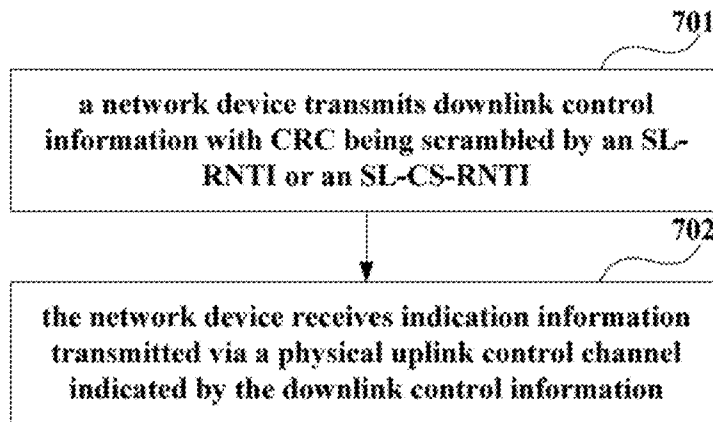 701
a network device transmits downlink control
information with CRC being scrambled by an SL-
RNTI or an SL-CS-RNTI
702
the network device receives indication information
transmitted via a physical uplink control channel
indicated by the downlink control information